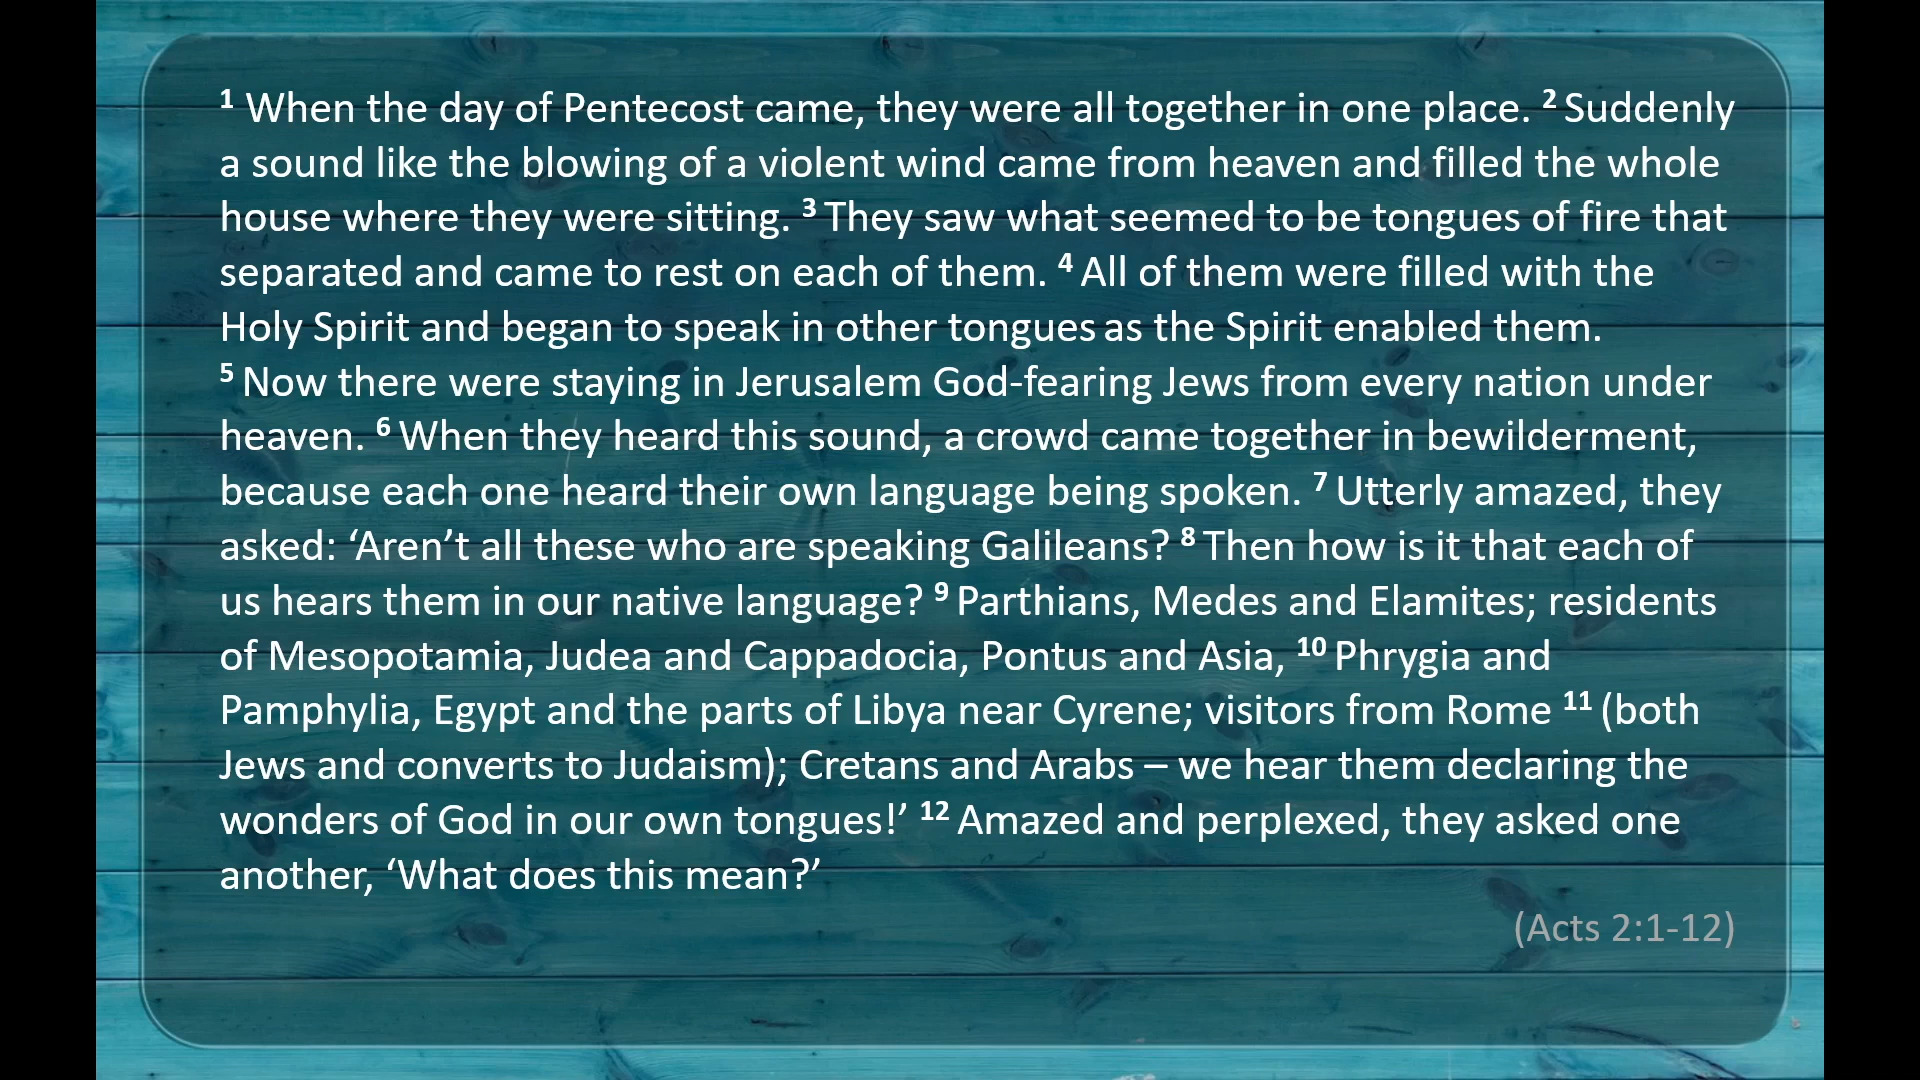 1 When the day of Pentecost came, they were all together in one place. 2 Suddenly
a sound like the blowing of a violent wind came from heaven and filled the whole
house where they were sitting. 3 They saw what seemed to be tongues of fire that
separated and came to rest on each of them. 4 All of them were filled with the
Holy Spirit and began to speak in other tongues as the Spirit enabled them.
5 Now there were staying in Jerusalem God-fearing Jews from every nation under
heaven. 6 When they heard this sound, a crowd came together in bewilderment,
because each one heard their own language being spoken. 7 Utterly amazed, they
asked: ‘Aren’t all these who are speaking Galileans? 8 Then how is it that each of
us hears them in our native language? 9 Parthians, Medes and Elamites; residents
of Mesopotamia, Judea and Cappadocia, Pontus and Asia, 10 Phrygia and
Pamphylia, Egypt and the parts of Libya near Cyrene; visitors from Rome 11 (both
Jews and converts to Judaism); Cretans and Arabs – we hear them declaring the
wonders of God in our own tongues!’ 12 Amazed and perplexed, they asked one
another, ‘What does this mean?’
(Acts 2:1-12)